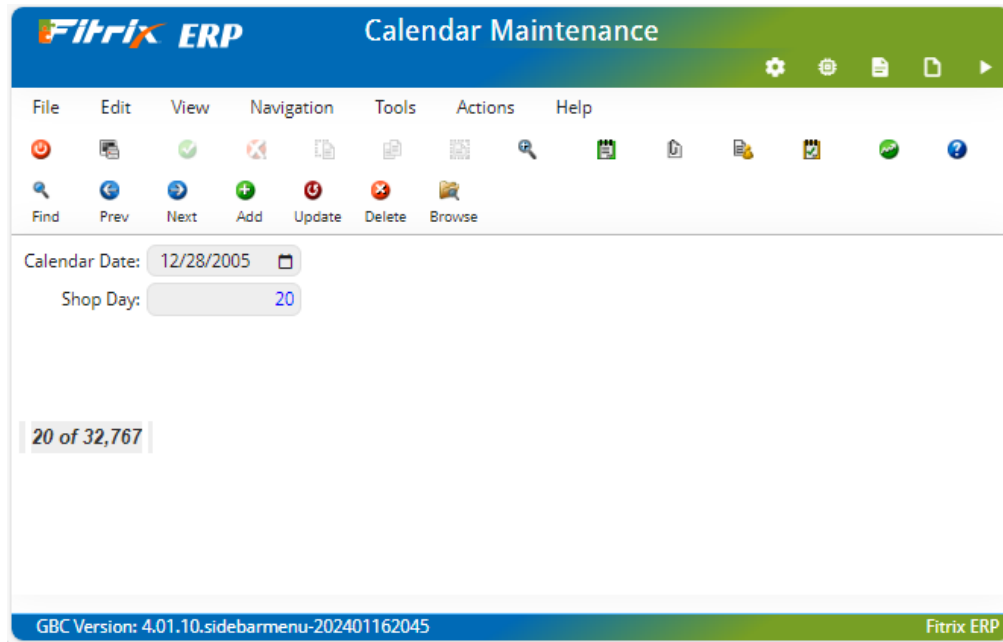 Fitrix ERP Calendar Maintenance
File Edit View Navigation Tools Actions Help
Find Prev Next Add Update Delete Browse
Calendar Date: 12/28/2005
Shop Day: 20
20 of 32,767
GBC Version: 4.01.10.sidebarmenu-202401162045 Fitrix ERP